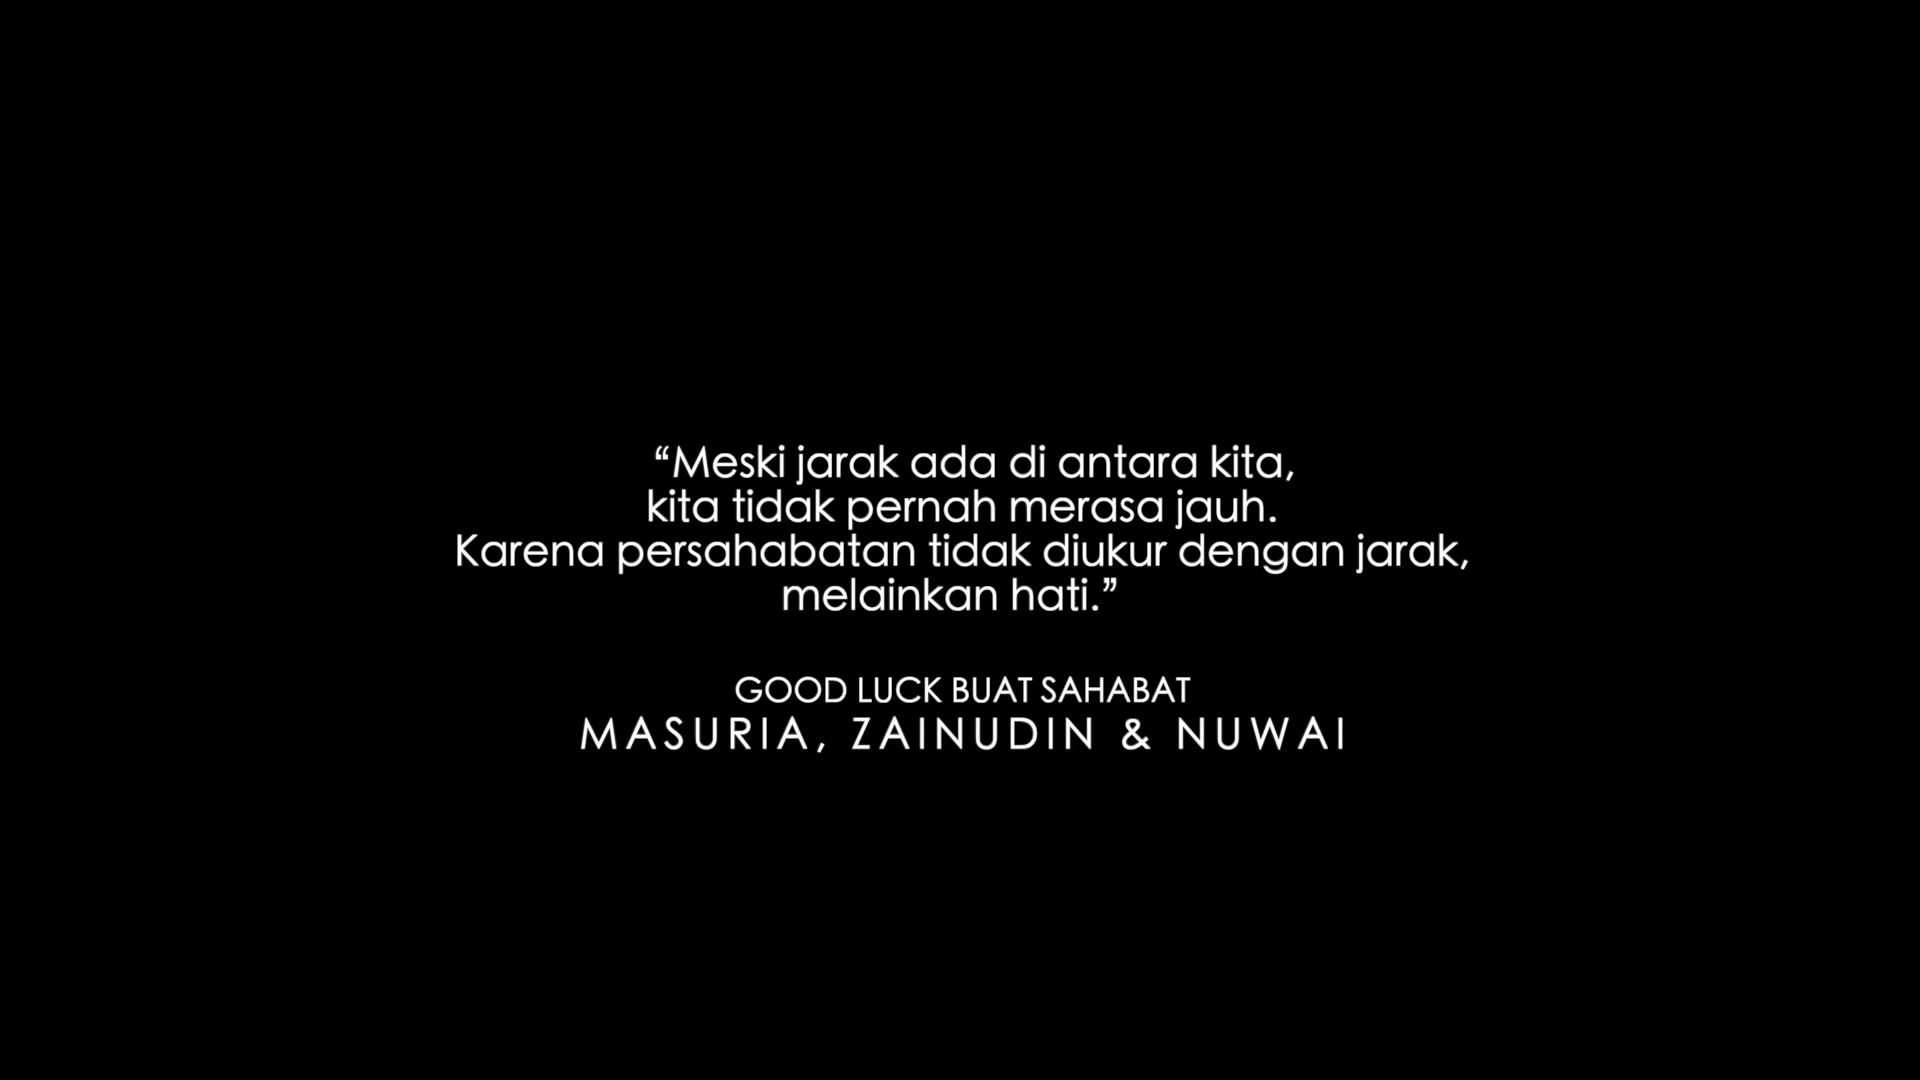 “Meski jarak ada di antara kita,
kita tidak pernah merasa jauh.
Karena persahabatan tidak diukur dengan jarak,
melainkan hati.”
GOOD LUCK BUAT SAHABAT
MASURIA, ZAINUDIN & NUWAI